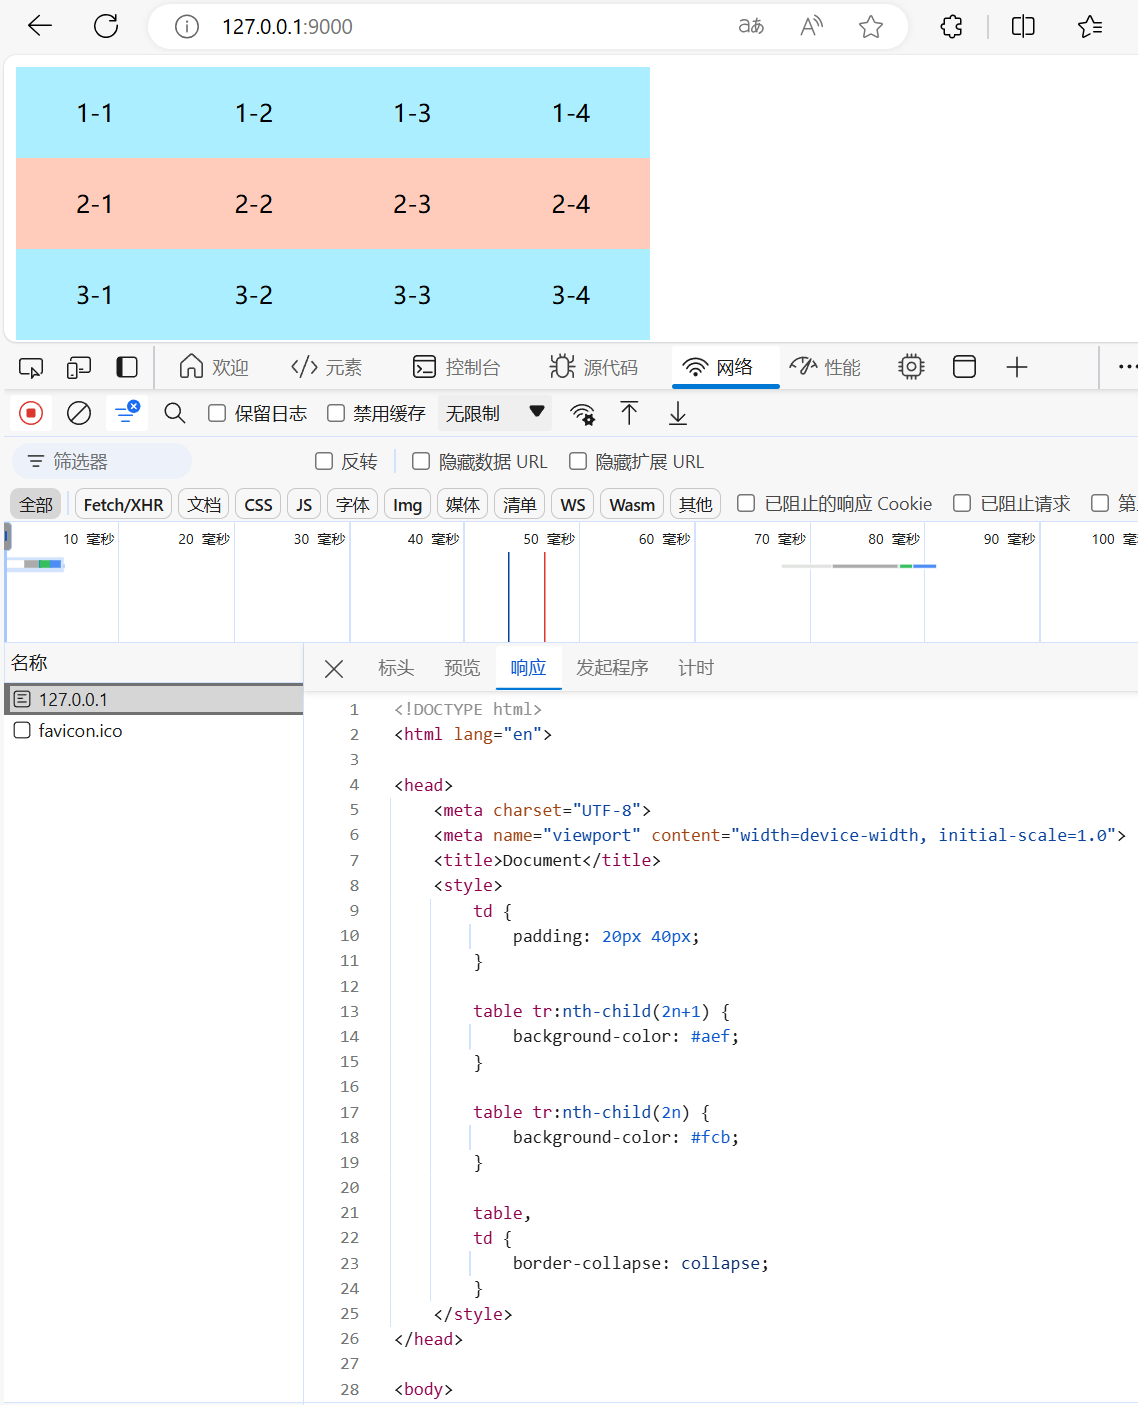 127.0.0.1:9000
1-1 1-2 1-3 1-4
2-1 2-2 2-3 2-4
3-1 3-2 3-3 3-4
欢迎 元素 控制台 源代码 网络 性能
保留日志 禁用缓存 无限制
筛选器 反转 隐藏数据 URL 隐藏扩展 URL
全部 Fetch/XHR 文档 CSS JS 字体 Img 媒体 清单 WS Wasm 其他 已阻止的响应 Cookie 已阻止请求 第
10 毫秒 20 毫秒 30 毫秒 40 毫秒 50 毫秒 60 毫秒 70 毫秒 80 毫秒 90 毫秒 100 毫
名称 标头 预览 响应 发起程序 计时
127.0.0.1
favicon.ico
1 <!DOCTYPE html>
2 <html lang="en">
3
4 <head>
5 <meta charset="UTF-8">
6 <meta name="viewport" content="width=device-width, initial-scale=1.0">
7 <title>Document</title>
8 <style>
9 td {
10 padding: 20px 40px;
11 }
12
13 table tr:nth-child(2n+1) {
14 background-color: #aef;
15 }
16
17 table tr:nth-child(2n) {
18 background-color: #fcb;
19 }
20
21 table,
22 td {
23 border-collapse: collapse;
24 }
25 </style>
26 </head>
27
28 <body>